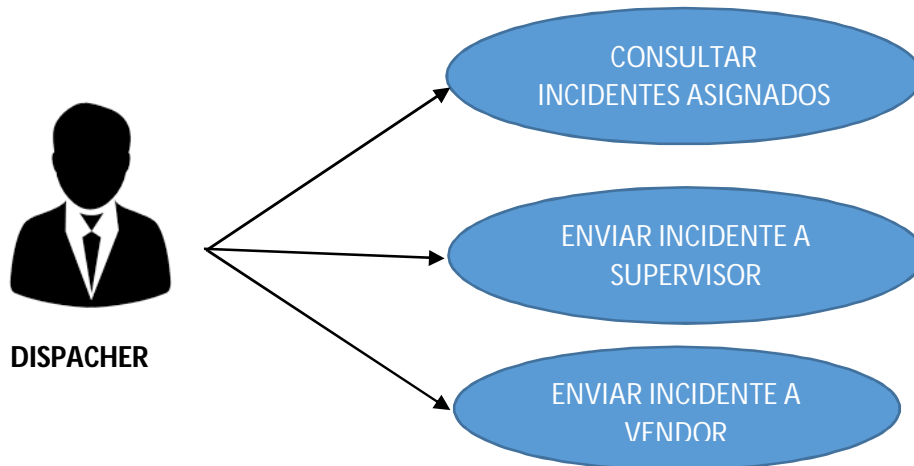 CONSULTAR
INCIDENTES ASIGNADOS
ENVIAR INCIDENTE A
SUPERVISOR
DISPACHER
ENVIAR INCIDENTE A
VENDOR